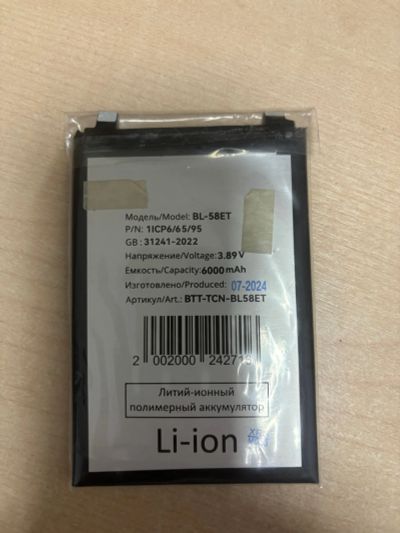 Модель/Model: BL-58ET
P/N: 1ICP6/65/95
GB: 31241-2022
Напряжение/Voltage: 3.89V
Емкость/Capacity: 6000mAh
Изготовлено/Produced: 07-2024
Артикул/Art.: BTT-TCN-BL58ET
2 002000
Литий-ионный
полимерный аккумулятор
Li-ion